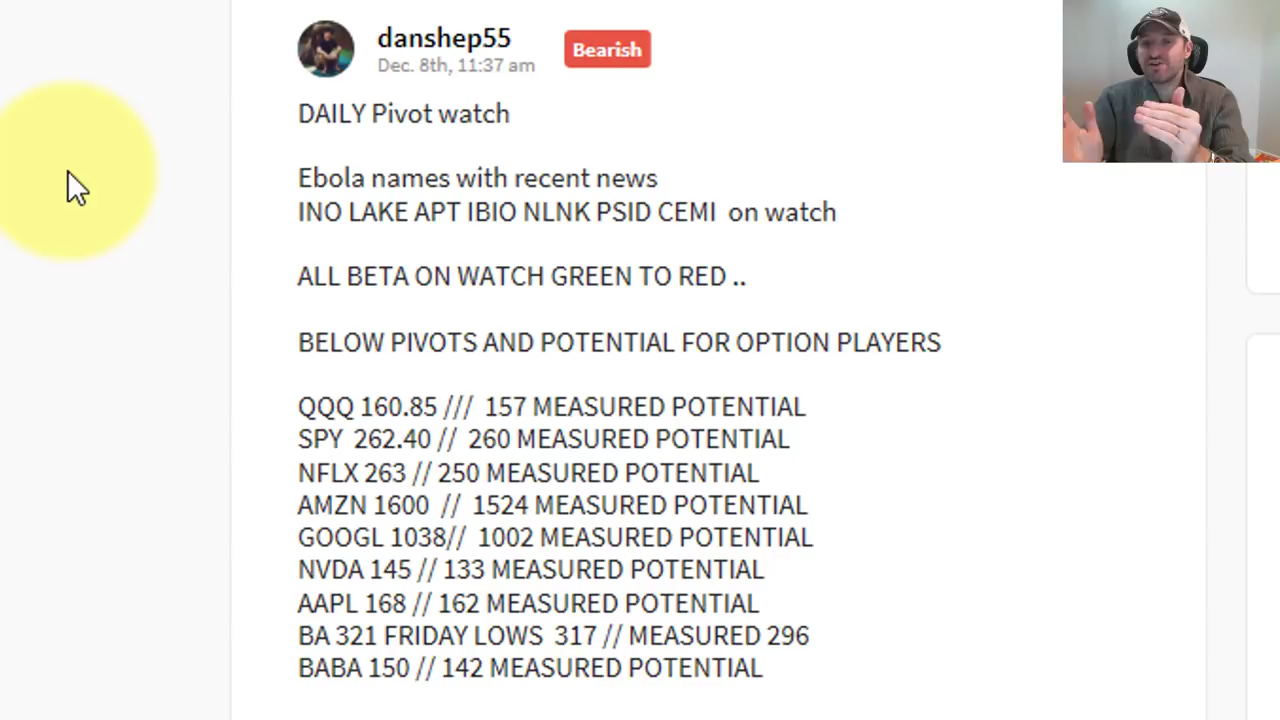 danshep55
Bearish
Dec. 8th, 11:37 am
DAILY Pivot watch
Ebola names with recent news
INO LAKE APT IBIO NLNK PSID CEMI on watch
ALL BETA ON WATCH GREEN TO RED ..
BELOW PIVOTS AND POTENTIAL FOR OPTION PLAYERS
QQQ 160.85 /// 157 MEASURED POTENTIAL
SPY 262.40 // 260 MEASURED POTENTIAL
NFLX 263 // 250 MEASURED POTENTIAL
AMZN 1600 // 1524 MEASURED POTENTIAL
GOOGL 1038// 1002 MEASURED POTENTIAL
NVDA 145 // 133 MEASURED POTENTIAL
AAPL 168 // 162 MEASURED POTENTIAL
BA 321 FRIDAY LOWS 317 // MEASURED 296
BABA 150 // 142 MEASURED POTENTIAL